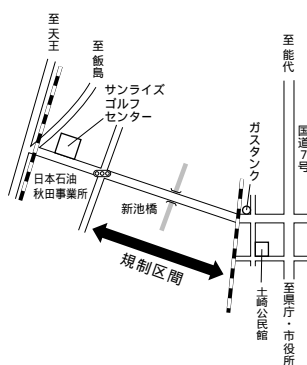 至天王
至飯島
サンライズ
ゴルフ
センター
至能代
国道7号
ガスタンク
日本石油
秋田事業所
新池橋
規制区間
土崎公民館
至県庁・市役所